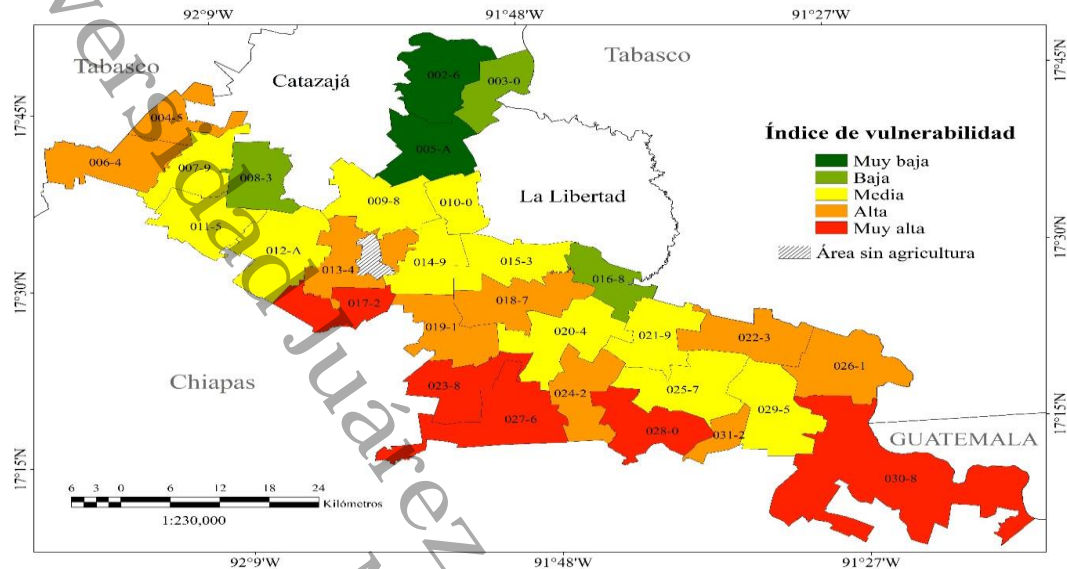 92°9'W 91°48'W 91°27'W
Tabasco
Catazajá
Tabasco
17°45'N
17°45'N
002-6
003-0
004-5
005-A
006-4
007-9
008-3
Índice de vulnerabilidad
Muy baja
Baja
Media
Alta
Muy alta
Área sin agricultura
009-8
010-0
La Libertad
011-5
012-A
013-4
014-9
015-3
016-8
17°30'N
17°30'N
017-2
018-7
019-1
020-4
021-9
022-3
026-1
Chiapas
023-8
024-2
025-7
027-6
028-0
029-5
031-2
17°15'N
GUATEMALA
17°15'N
030-8
6 3 0 6 12 18 24
Kilómetros
1:230,000
92°9'W 91°48'W 91°27'W
versidad Juárez